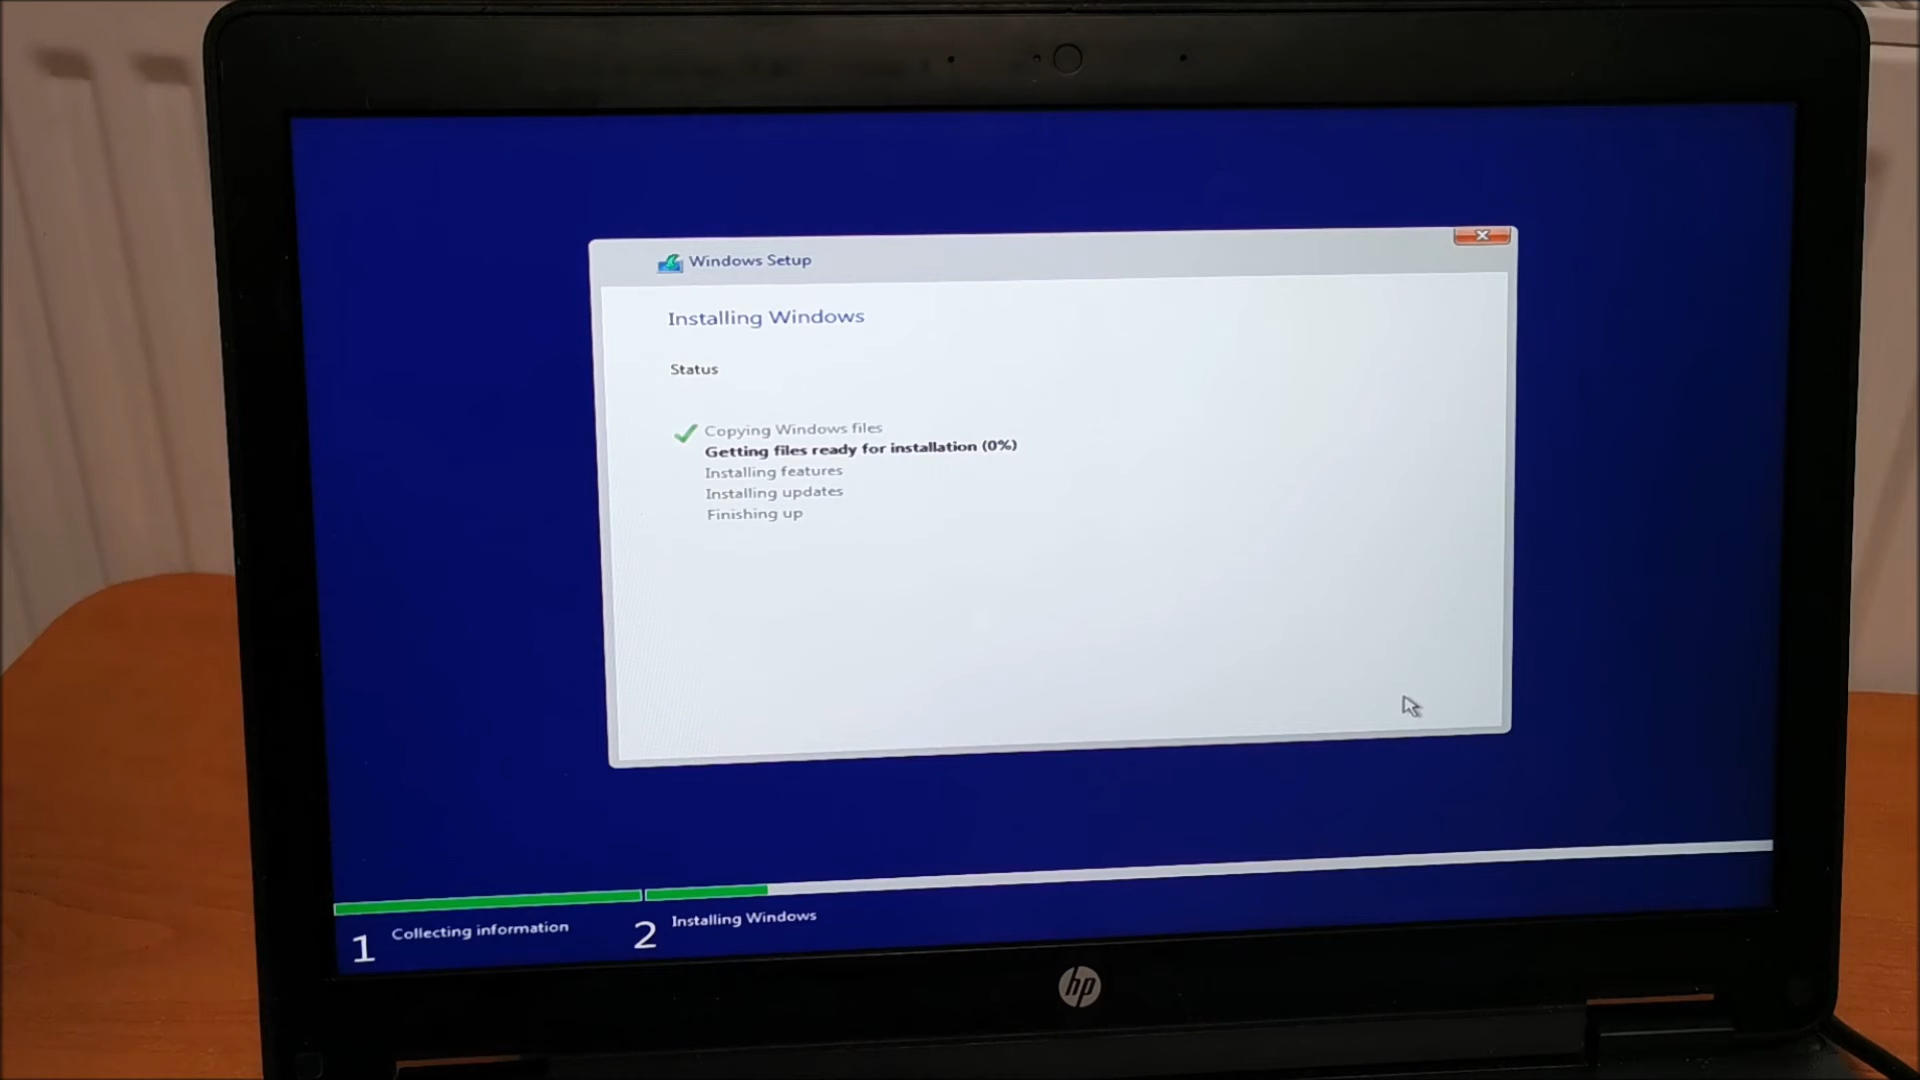 Windows Setup
Installing Windows
Status
Copying Windows files
Getting files ready for installation (0%)
Installing features
Installing updates
Finishing up
1 Collecting information
2 Installing Windows
hp